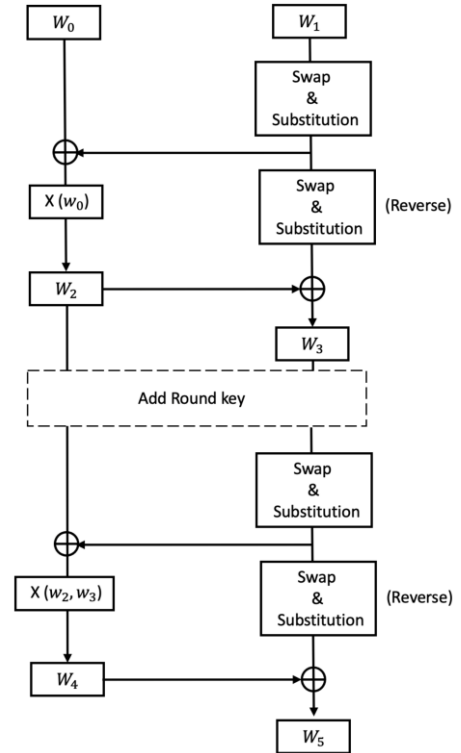 W₀ W₁
Swap
&
Substitution
X (w₀)
Swap
&
Substitution
(Reverse)
W₂
W₃
Add Round key
Swap
&
Substitution
X (w₂, w₃)
Swap
&
Substitution
(Reverse)
W₄
W₅